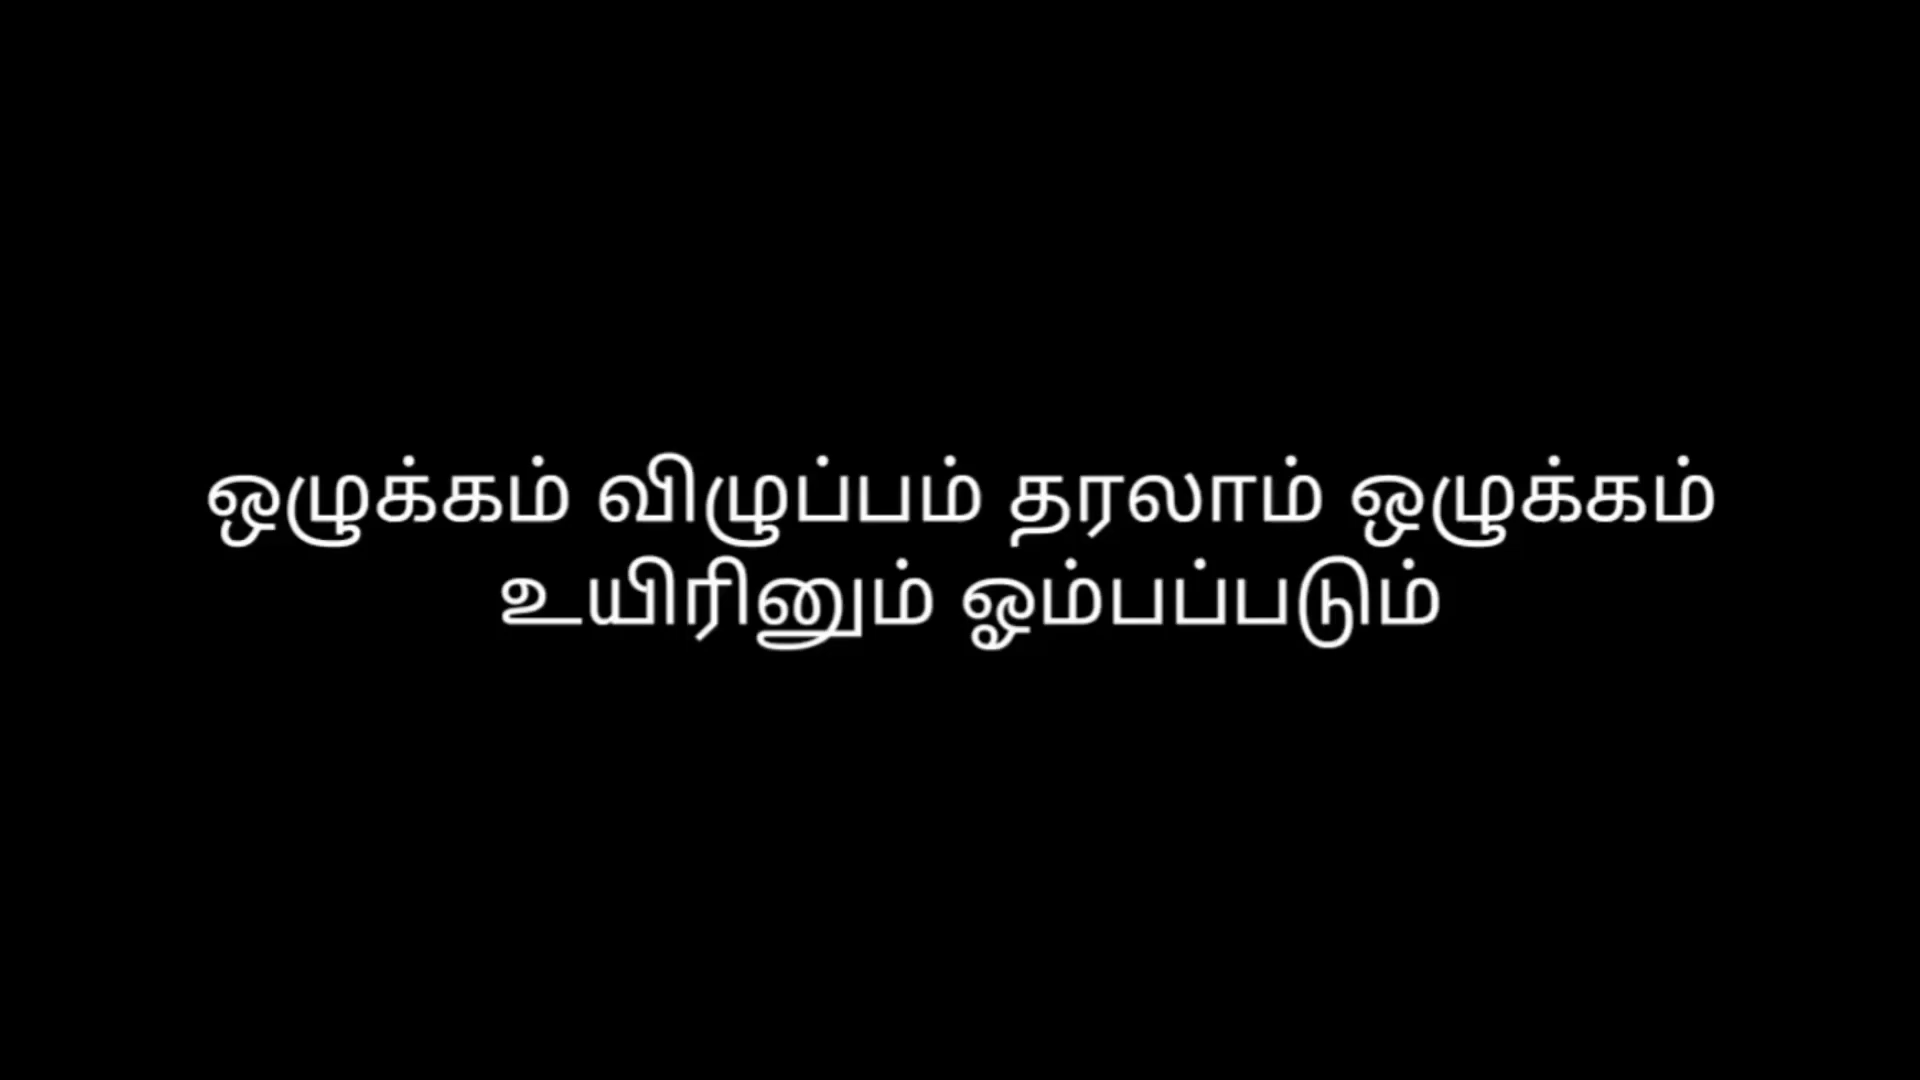 ஒழுக்கம் விழுப்பம் தரலாம் ஒழுக்கம்
உயிரினும் ஓம்பப்படும்